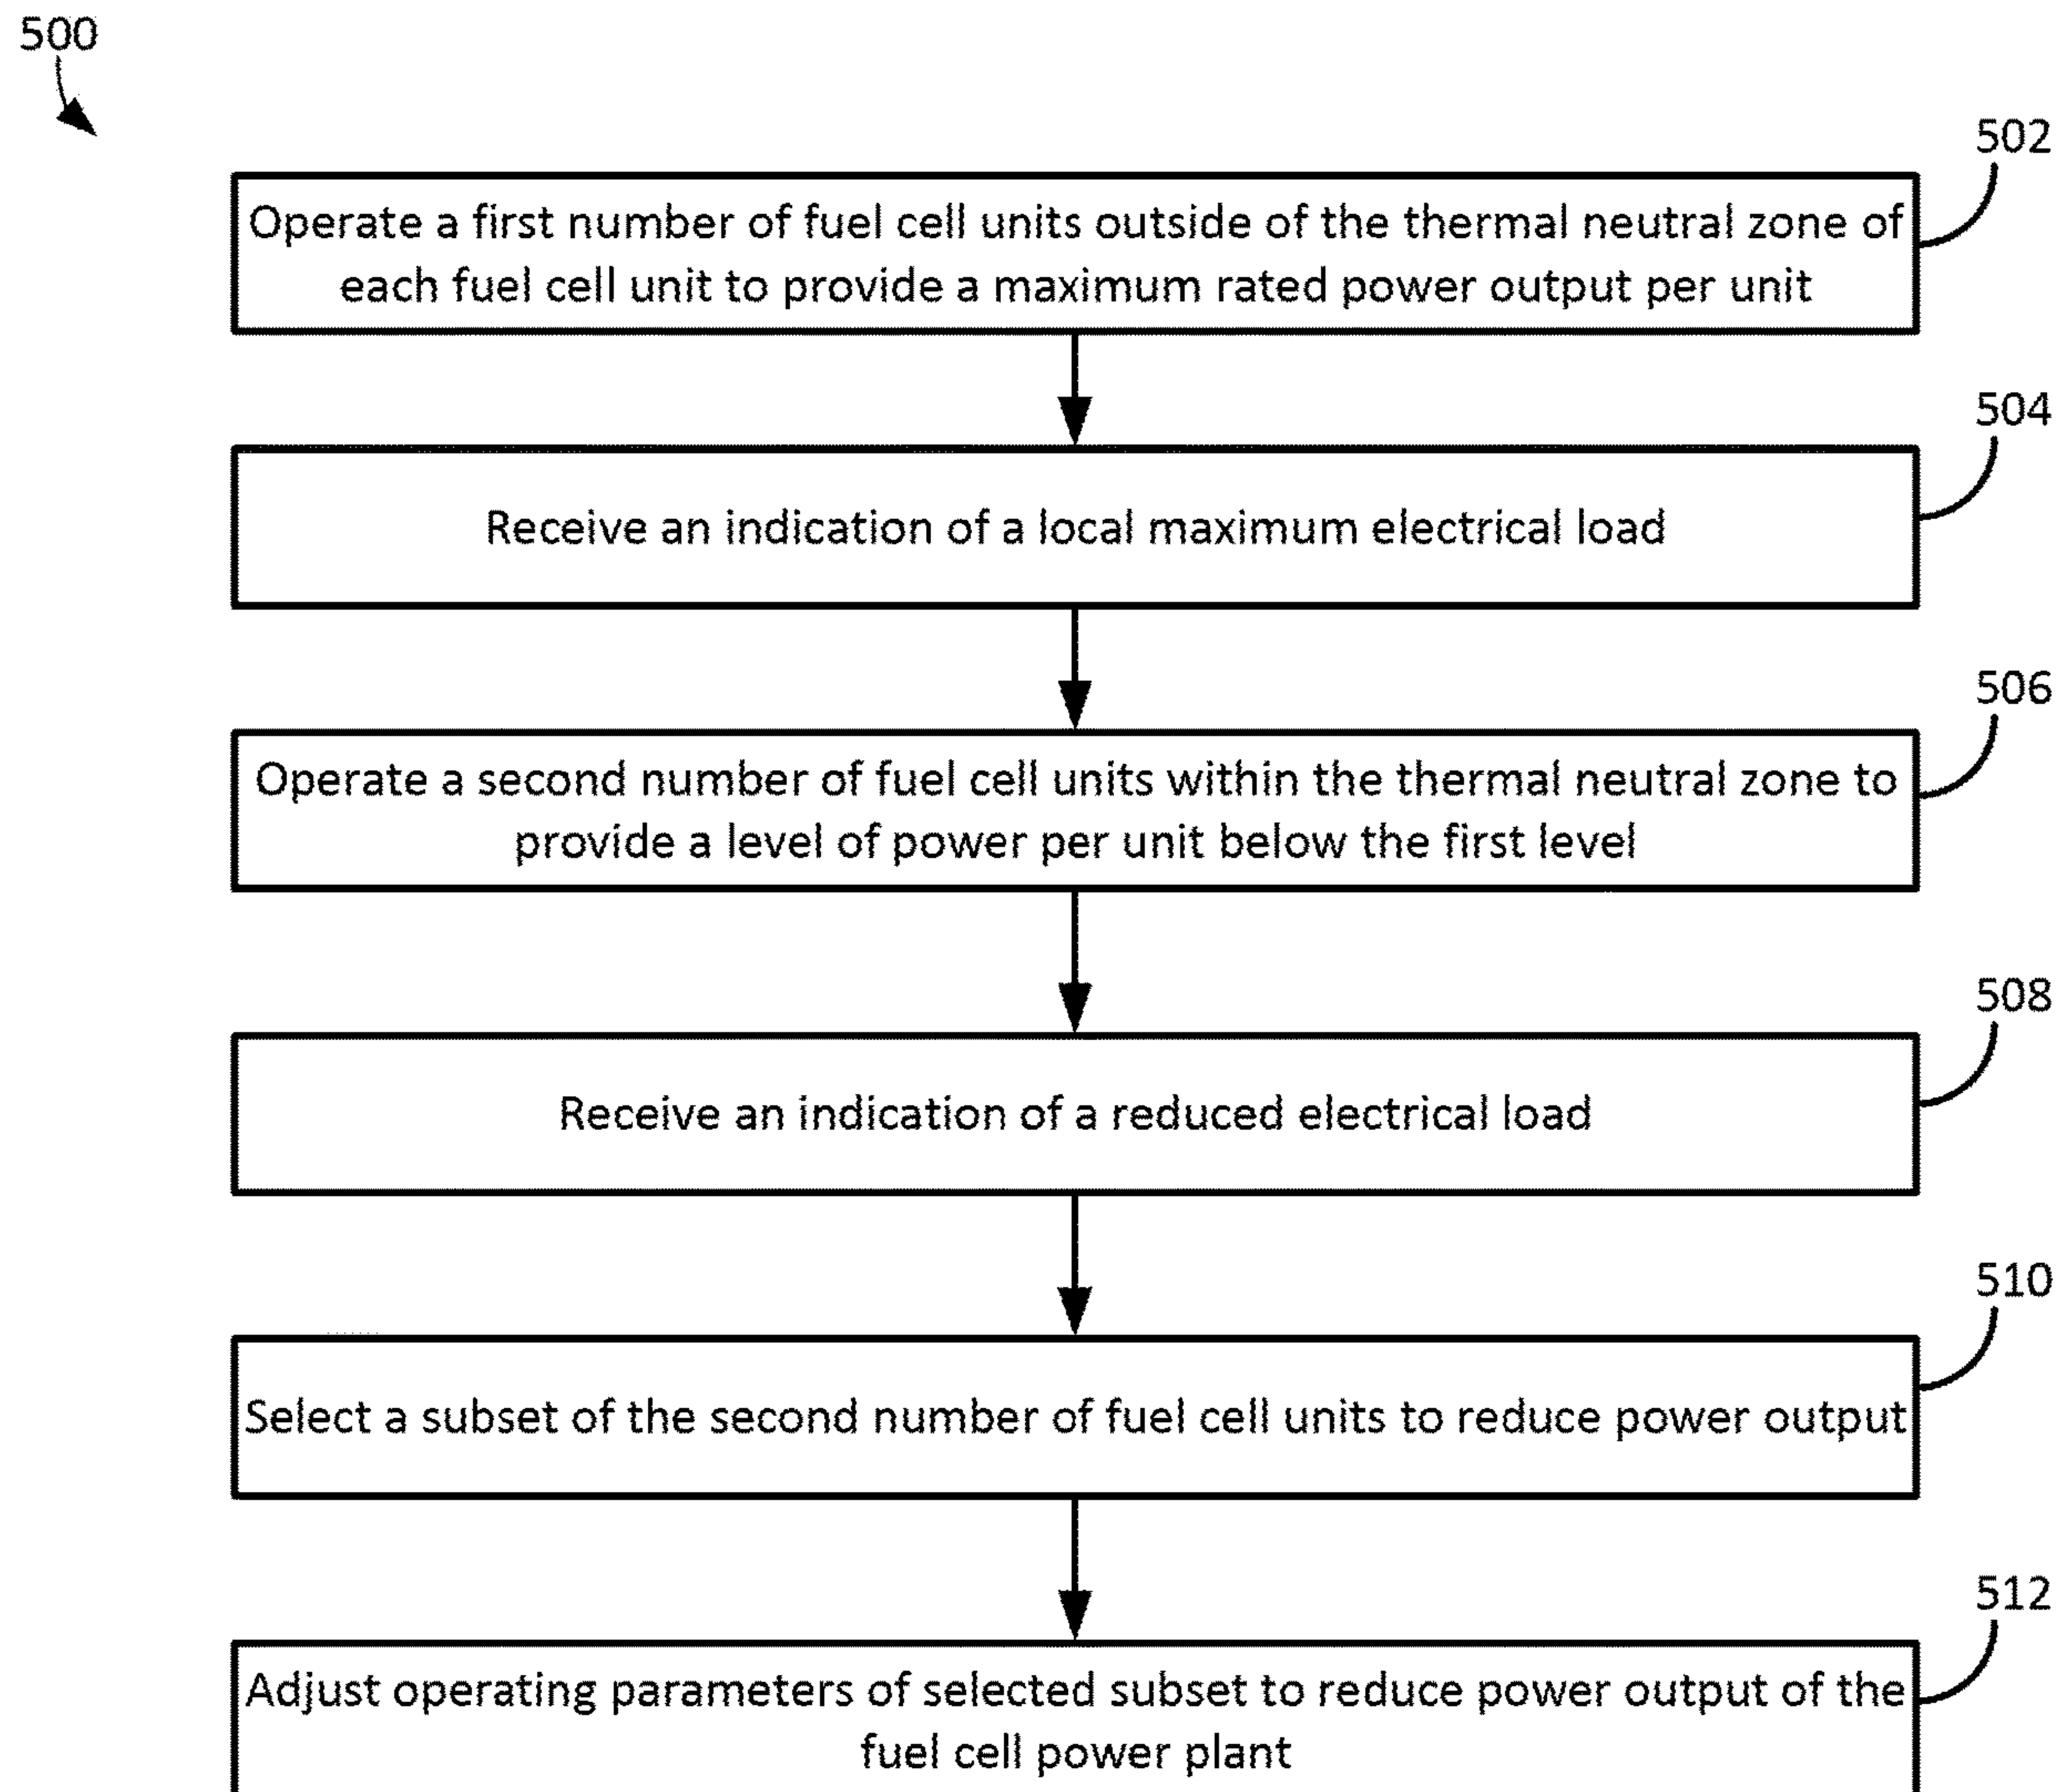 500
502
Operate a first number of fuel cell units outside of the thermal neutral zone of
each fuel cell unit to provide a maximum rated power output per unit
504
Receive an indication of a local maximum electrical load
506
Operate a second number of fuel cell units within the thermal neutral zone to
provide a level of power per unit below the first level
508
Receive an indication of a reduced electrical load
510
Select a subset of the second number of fuel cell units to reduce power output
512
Adjust operating parameters of selected subset to reduce power output of the
fuel cell power plant